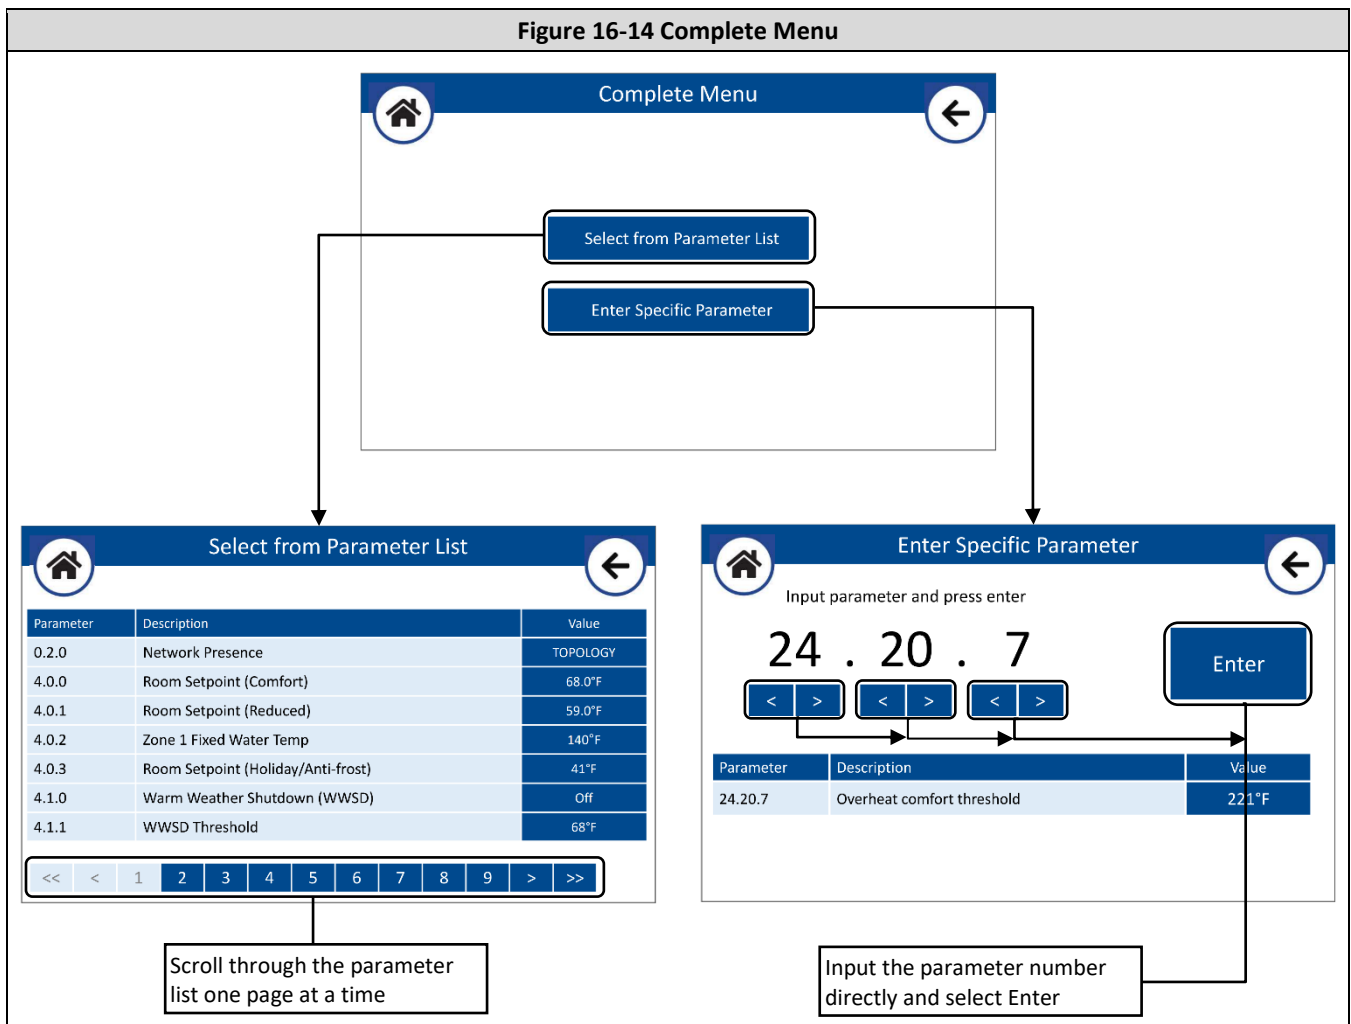 Figure 16-14 Complete Menu
Complete Menu
Select from Parameter List
Enter Specific Parameter
Select from Parameter List
Parameter Description Value
0.2.0 Network Presence TOPOLOGY
4.0.0 Room Setpoint (Comfort) 68.0°F
4.0.1 Room Setpoint (Reduced) 59.0°F
4.0.2 Zone 1 Fixed Water Temp 140°F
4.0.3 Room Setpoint (Holiday/Anti-frost) 41°F
4.1.0 Warm Weather Shutdown (WWSD) Off
4.1.1 WWSD Threshold 68°F
<< < 1 2 3 4 5 6 7 8 9 > >>
Scroll through the parameter
list one page at a time
Enter Specific Parameter
Input parameter and press enter
24 . 20 . 7
< > < > < >
Enter
Parameter Description Value
24.20.7 Overheat comfort threshold 221°F
Input the parameter number
directly and select Enter